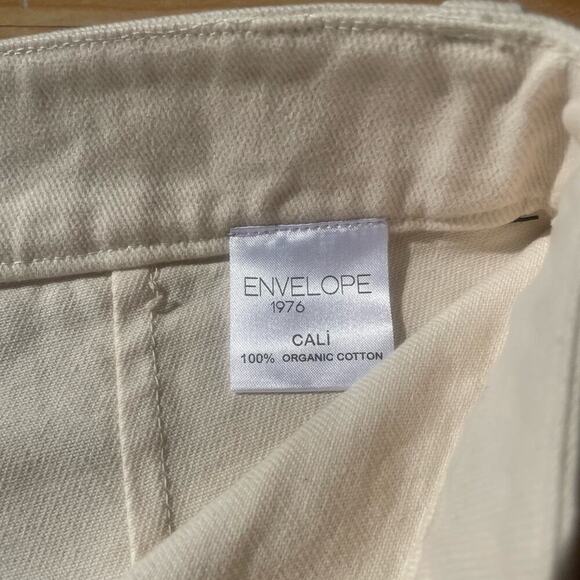 ENVELOPE
1976
CALİ
100% ORGANIC COTTON